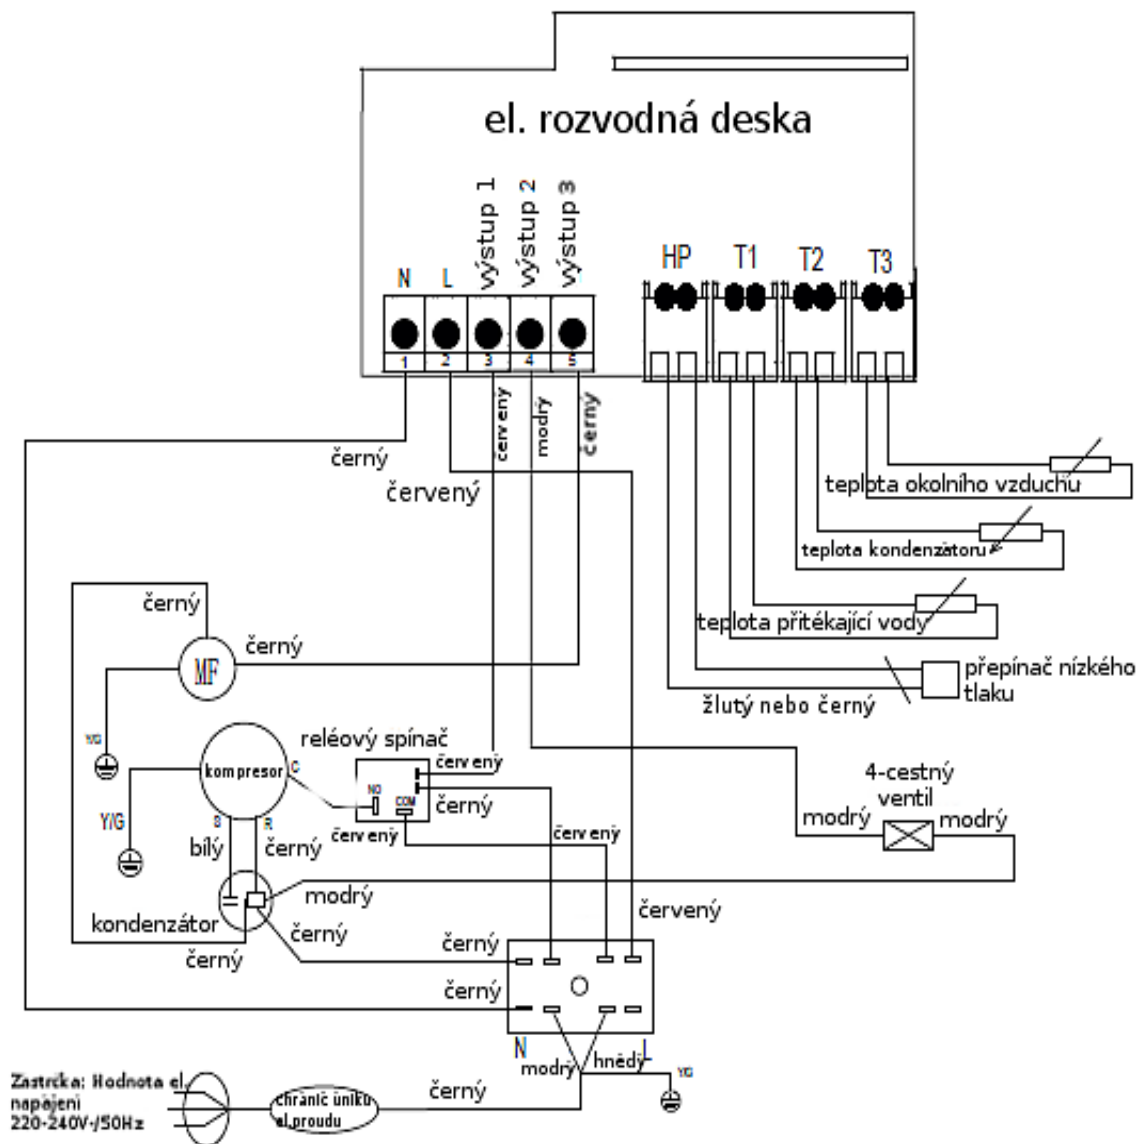 el. rozvodná deska
výstup 1
výstup 2
výstup 3
N
L
HP
T1
T2
T3
1
2
3
4
5
červený
modrý
černý
černý
červený
teplota okolního vzduchu
teplota kondenzátoru
teplota přitékající vody
přepínač nízkého
tlaku
žlutý nebo černý
černý
MF
černý
Y/G
reléový spínač
kompresor
C
S
R
NO
COM
červený
černý
červený
červený
4-cestný
ventil
modrý
modrý
Y/G
bílý
černý
modrý
kondenzátor
černý
černý
červený
černý
černý
N
L
modrý
hnědý
Y/G
Zastrčka: Hodnota el.
napájení
220-240V-/50Hz
chránič úniku
el.proudu
černý